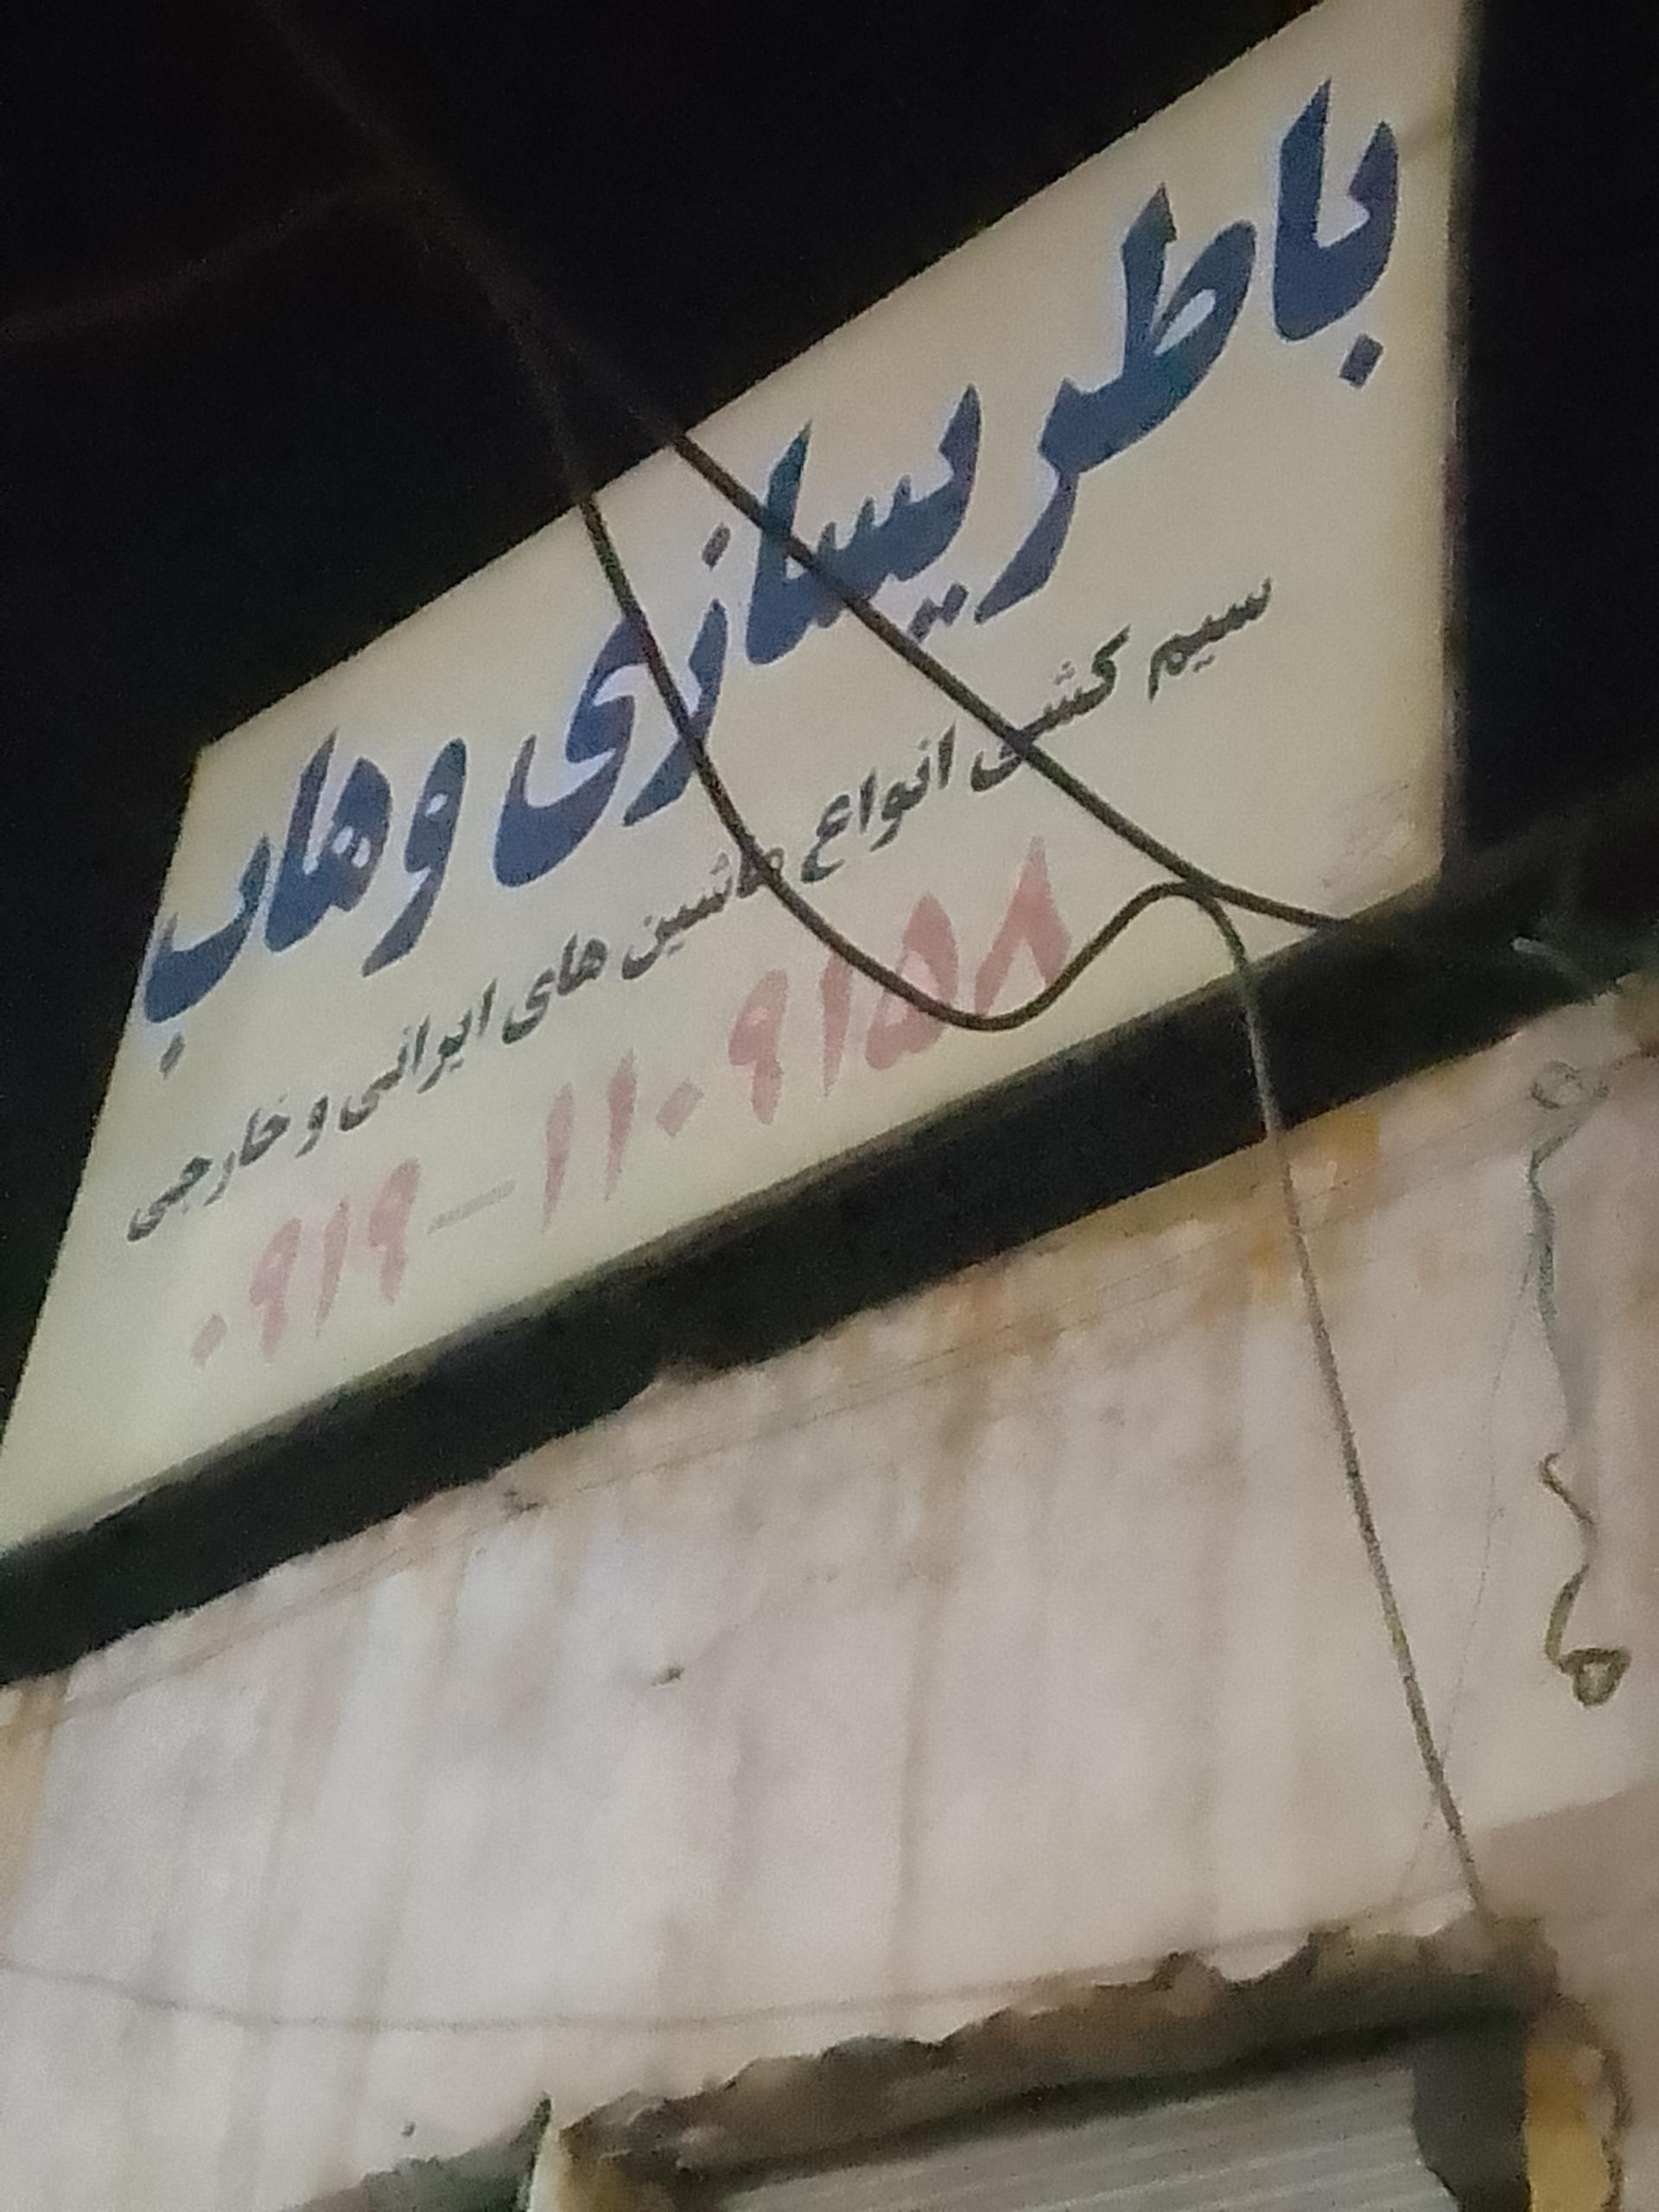 باطریسازی وهاب
سیم کشی انواع ماشین های ایرانی و خارجی
۰۹۱۹-۱۱۰۹۱۵۸